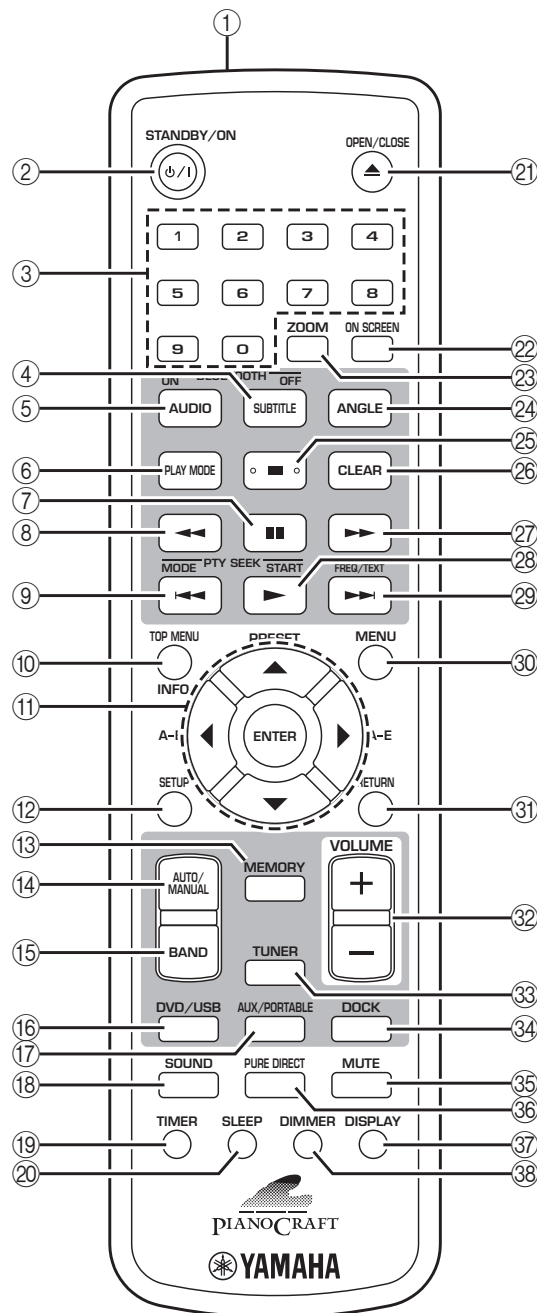 ①
STANDBY/ON
OPEN/CLOSE
② ㉑
③ 1 2 3 4
5 6 7 8
9 0
ZOOM ON SCREEN
㉒
㉓
④
ON OFF
⑤ AUDIO SUBTITLE ANGLE ㉔
㉕
⑥ PLAY MODE CLEAR ㉖
⑦
⑧ ㉗
㉘
MODE PTY SEEK START FREQ/TEXT
⑨ ㉙
TOP MENU PRESET MENU
⑩ ㉚
INFO
⑪
ENTER A-E
SETUP RETURN
⑫ ㉛
⑬ VOLUME
MEMORY
⑭ AUTO/
MANUAL
+
㉜
⑮ BAND –
TUNER
㉝
DVD/USB AUX/PORTABLE DOCK
⑯ ㉞
⑰
SOUND PURE DIRECT MUTE
⑱ ㉟
㊱
TIMER SLEEP DIMMER DISPLAY
⑲ ㊲
⑳ ㊳
PIANOCRAFT
YAMAHA